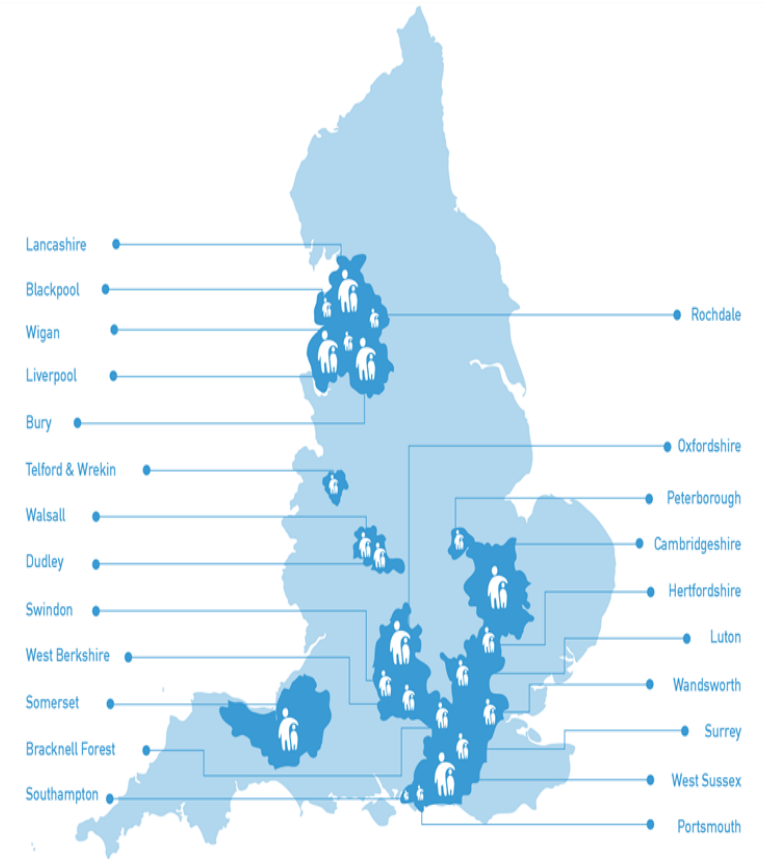 Lancashire
Blackpool
Wigan
Liverpool
Bury
Telford & Wrekin
Walsall
Dudley
Swindon
West Berkshire
Somerset
Bracknell Forest
Southampton
Rochdale
Oxfordshire
Peterborough
Cambridgeshire
Hertfordshire
Luton
Wandsworth
Surrey
West Sussex
Portsmouth